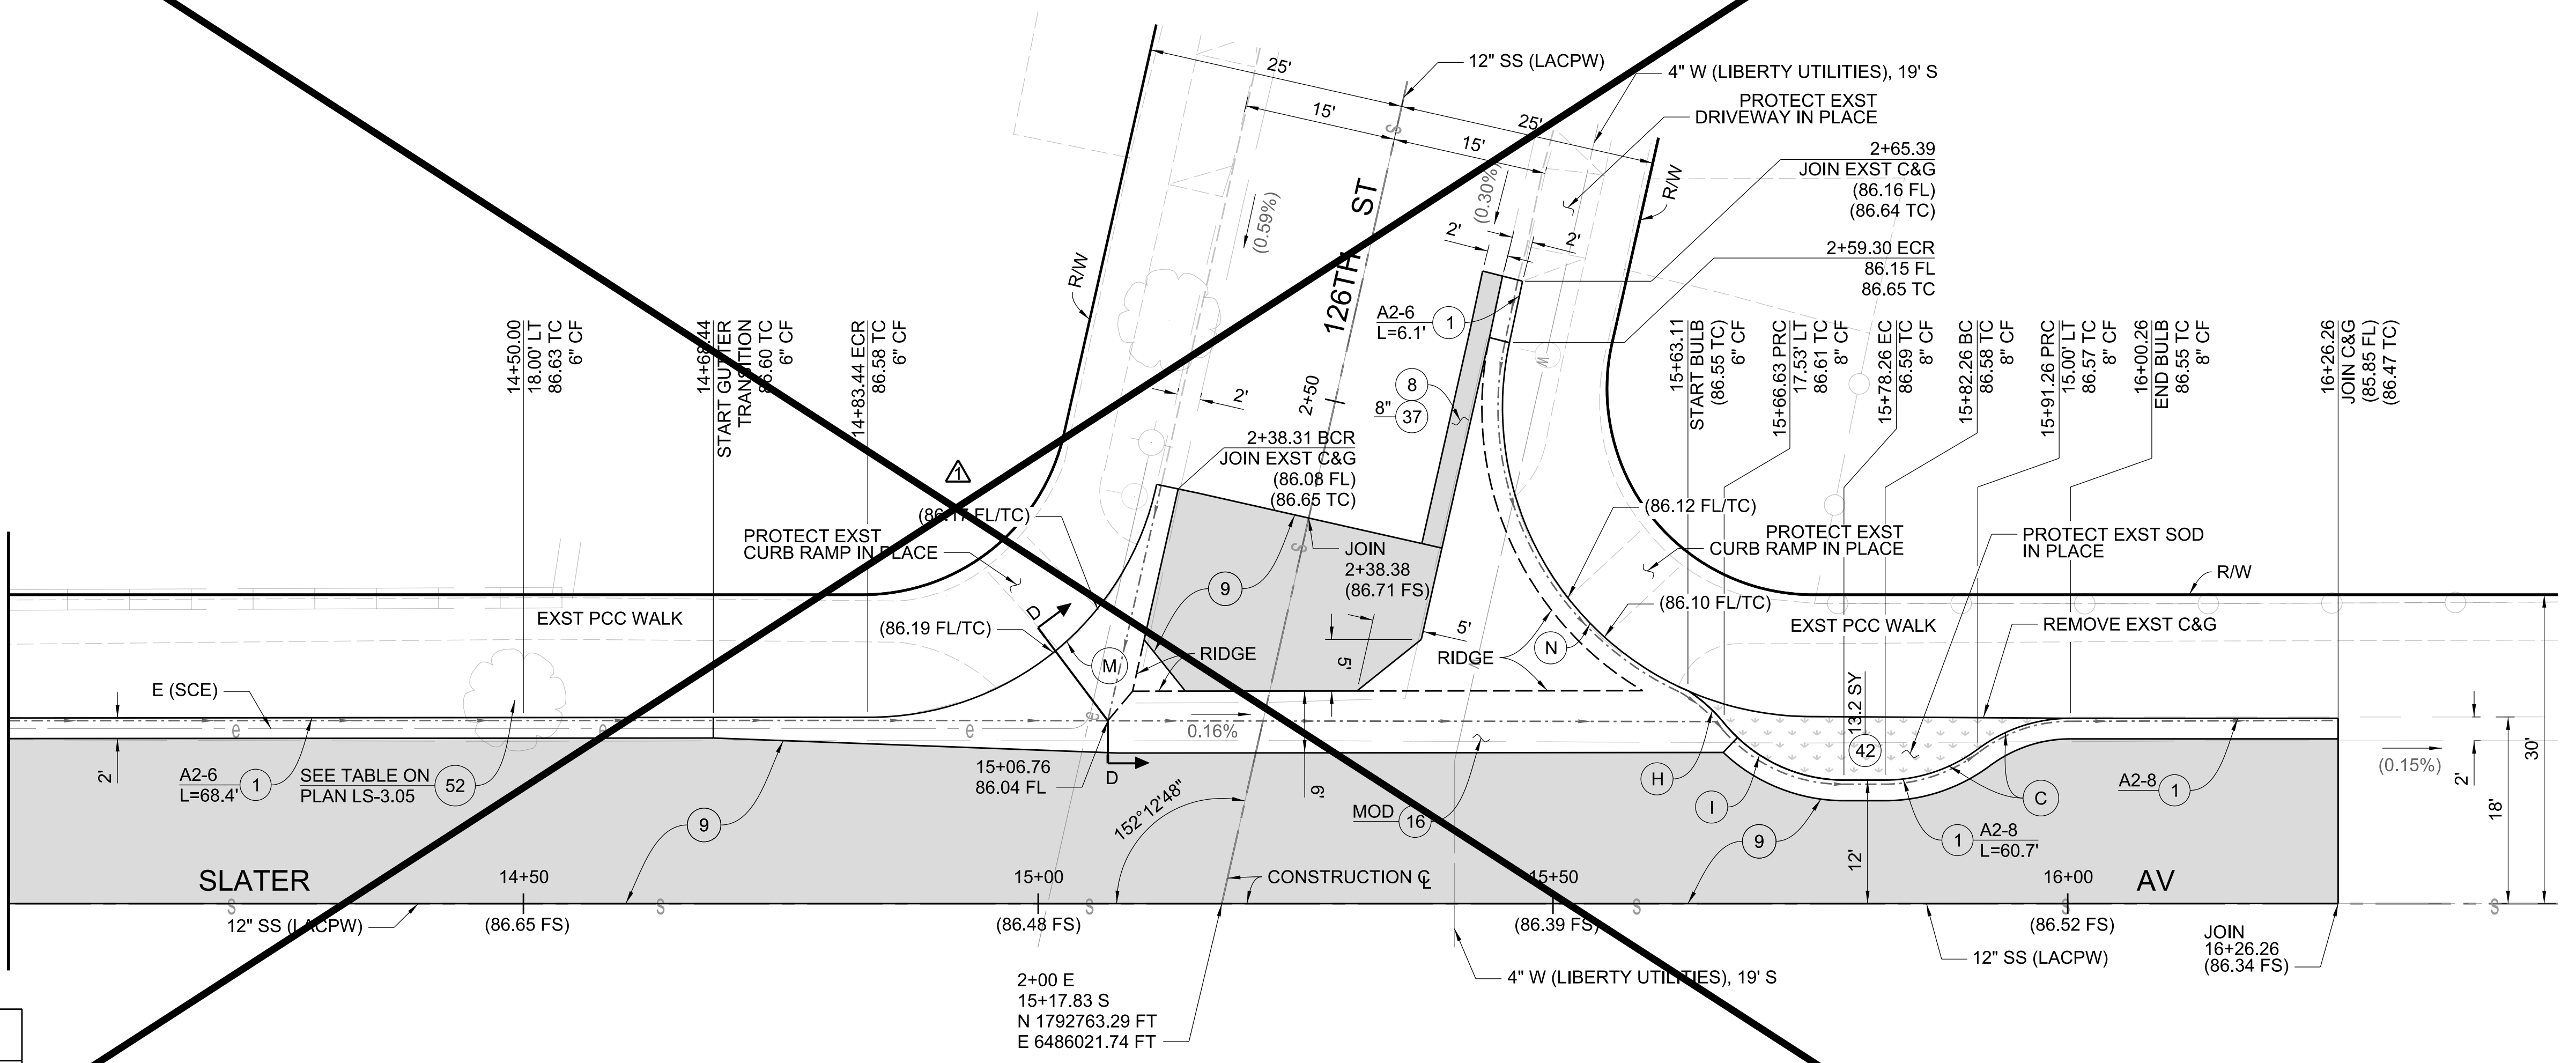 25'
12" SS (LACPW)
4" W (LIBERTY UTILITIES), 19' S
15'
25'
15'
PROTECT EXST
DRIVEWAY IN PLACE
2+65.39
JOIN EXST C&G
(86.16 FL)
(86.64 TC)
2+59.30 ECR
86.15 FL
86.65 TC
R/W
R/W
(0.59%)
(0.30%)
126TH ST
2'
2'
A2-6
L=6.1'
1
8
8"
37
2+50
2'
14+50.00
18.00' LT
86.63 TC
6" CF
14+68.44
START GUTTER
TRANSITION
86.60 TC
6" CF
14+83.44 ECR
86.58 TC
6" CF
15+63.11
START BULB
(86.55 TC)
6" CF
15+66.63 PRC
17.53' LT
86.61 TC
8" CF
15+78.26 EC
86.59 TC
8" CF
15+82.26 BC
86.58 TC
8" CF
15+91.26 PRC
15.00' LT
86.57 TC
8" CF
16+00.26
END BULB
86.55 TC
8" CF
16+26.26
JOIN C&G
(85.85 FL)
(86.47 TC)
2+38.31 BCR
JOIN EXST C&G
(86.08 FL)
(86.65 TC)
1
(86.17 FL/TC)
PROTECT EXST
CURB RAMP IN PLACE
(86.12 FL/TC)
PROTECT EXST
CURB RAMP IN PLACE
PROTECT EXST SOD
IN PLACE
JOIN
2+38.38
(86.71 FS)
9
R/W
EXST PCC WALK
D
(86.19 FL/TC)
M
RIDGE
5'
5'
RIDGE
N
(86.10 FL/TC)
EXST PCC WALK
REMOVE EXST C&G
E (SCE)
13.2 SY
42
0.16%
2'
A2-6
L=68.4'
1
SEE TABLE ON
PLAN LS-3.05
52
15+06.76
86.04 FL
D
6'
152°12'48"
MOD
16
H
I
C
A2-8
1
(0.15%)
2'
18'
30'
9
9
1
A2-8
L=60.7'
12'
SLATER
AV
14+50
15+00
CONSTRUCTION ℄
15+50
16+00
12" SS (LACPW)
(86.65 FS)
(86.48 FS)
(86.39 FS)
(86.52 FS)
JOIN
16+26.26
(86.34 FS)
12" SS (LACPW)
4" W (LIBERTY UTILITIES), 19' S
2+00 E
15+17.83 S
N 1792763.29 FT
E 6486021.74 FT